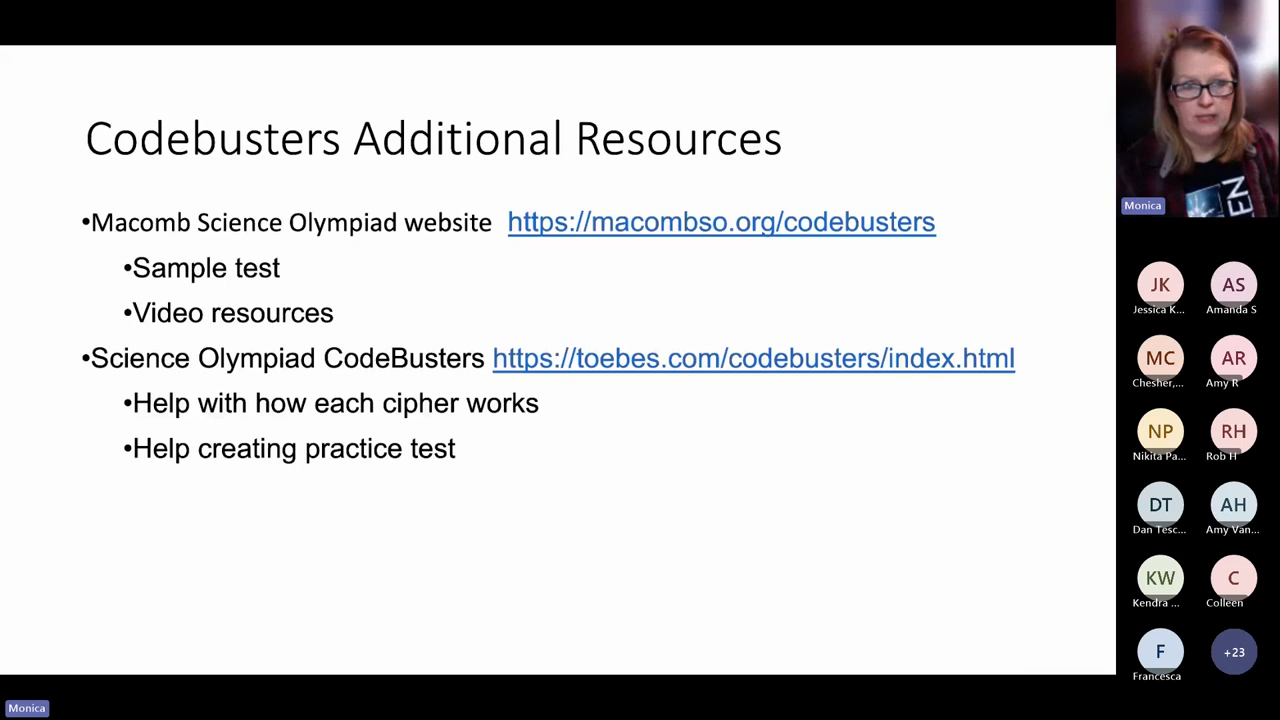 Codebusters Additional Resources
•Macomb Science Olympiad website https://macombso.org/codebusters
•Sample test
•Video resources
•Science Olympiad CodeBusters https://toebes.com/codebusters/index.html
•Help with how each cipher works
•Help creating practice test
EN
Monica
JK
AS
Jessica K...
Amanda S
MC
AR
Chesher,...
Amy R
NP
RH
Nikita Pa...
Rob H
DT
AH
Dan Tesc...
Amy Van...
KW
C
Kendra ...
Colleen
F
+23
Francesca
Monica